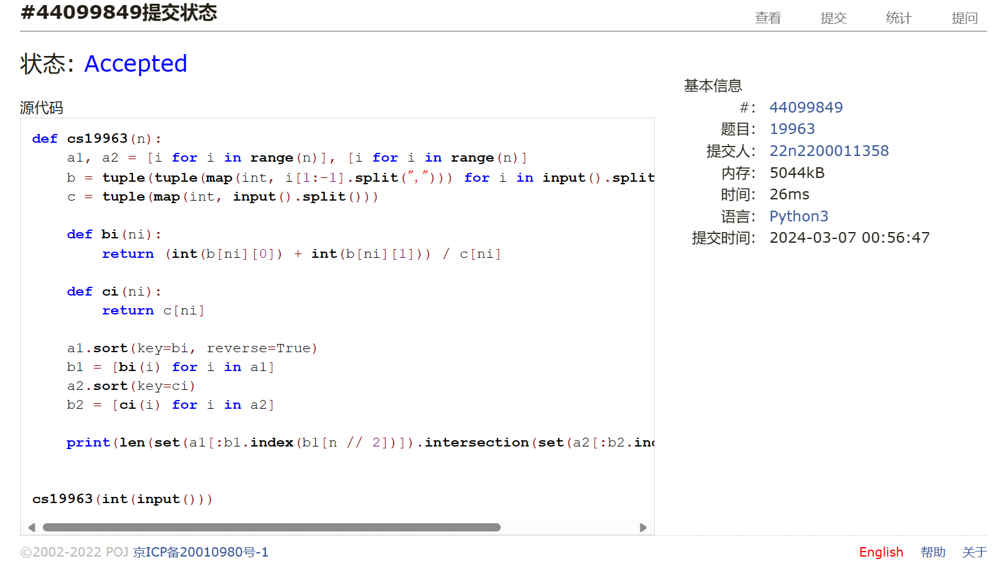 #44099849提交状态
查看 提交 统计 提问
状态: Accepted
源代码
def cs19963(n):
    a1, a2 = [i for i in range(n)], [i for i in range(n)]
    b = tuple(tuple(map(int, i[1:-1].split(","))) for i in input().split
    c = tuple(map(int, input().split()))
    def bi(ni):
        return (int(b[ni][0]) + int(b[ni][1])) / c[ni]
    def ci(ni):
        return c[ni]
    a1.sort(key=bi, reverse=True)
    b1 = [bi(i) for i in a1]
    a2.sort(key=ci)
    b2 = [ci(i) for i in a2]
    print(len(set(a1[:b1.index(b1[n // 2])]).intersection(set(a2[:b2.
cs19963(int(input()))
基本信息
#: 44099849
题目: 19963
提交人: 22n2200011358
内存: 5044kB
时间: 26ms
语言: Python3
提交时间: 2024-03-07 00:56:47
©2002-2022 POJ 京ICP备20010980号-1
English 帮助 关于